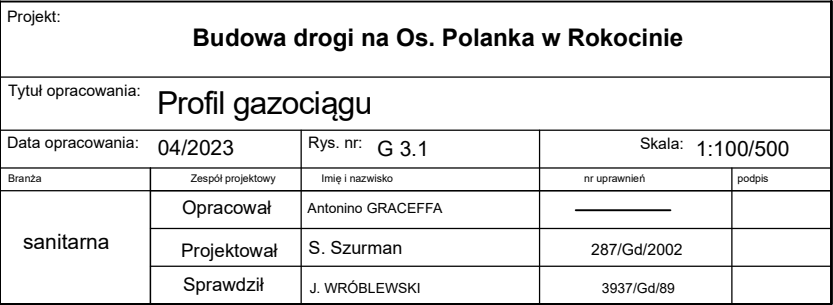 Projekt:
Budowa drogi na Os. Polanka w Rokocinie
Tytuł opracowania: Profil gazociągu
Data opracowania: 04/2023 Rys. nr: G 3.1 Skala: 1:100/500
Branża Zespół projektowy Imię i nazwisko nr uprawnień podpis
Opracował Antonino GRACEFFA
sanitarna Projektował S. Szurman 287/Gd/2002
Sprawdził J. WRÓBLEWSKI 3937/Gd/89